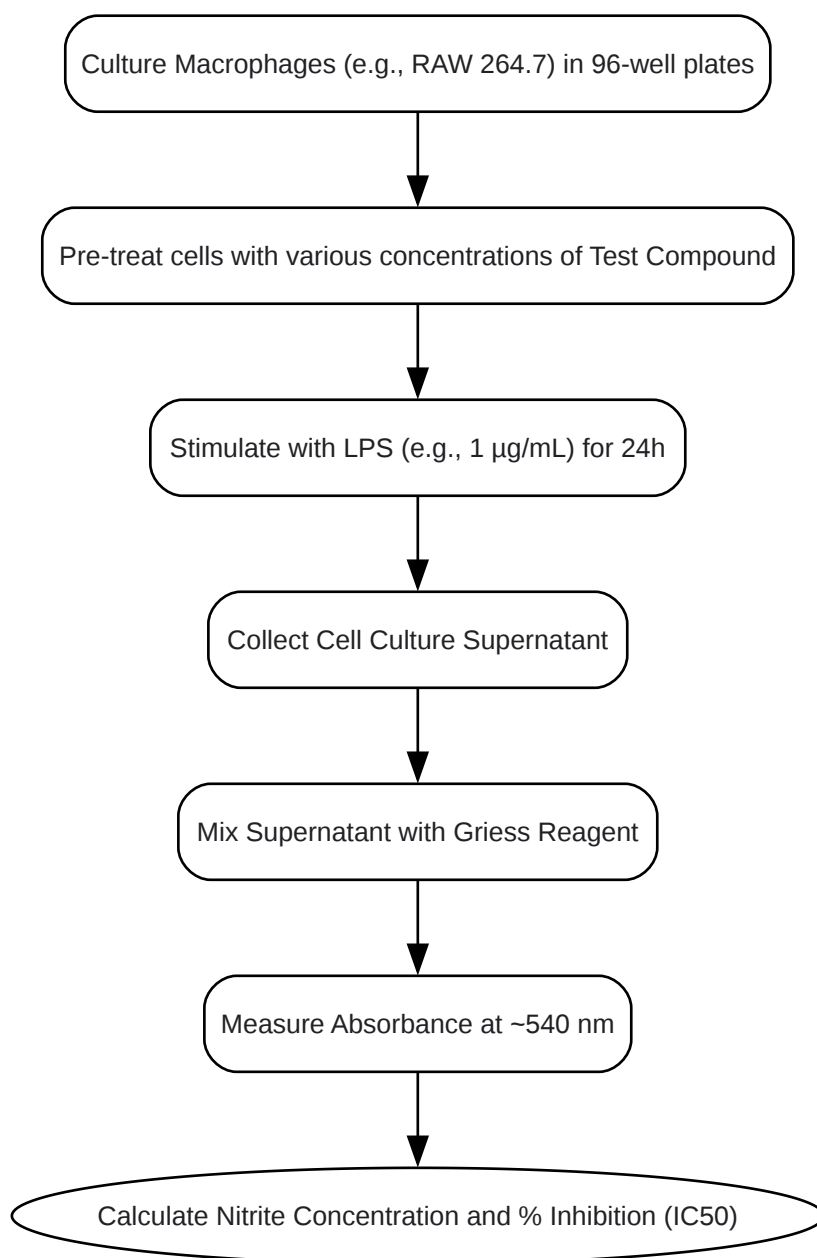 Culture Macrophages (e.g., RAW 264.7) in 96-well plates
Pre-treat cells with various concentrations of Test Compound
Stimulate with LPS (e.g., 1 µg/mL) for 24h
Collect Cell Culture Supernatant
Mix Supernatant with Griess Reagent
Measure Absorbance at ~540 nm
Calculate Nitrite Concentration and % Inhibition (IC50)